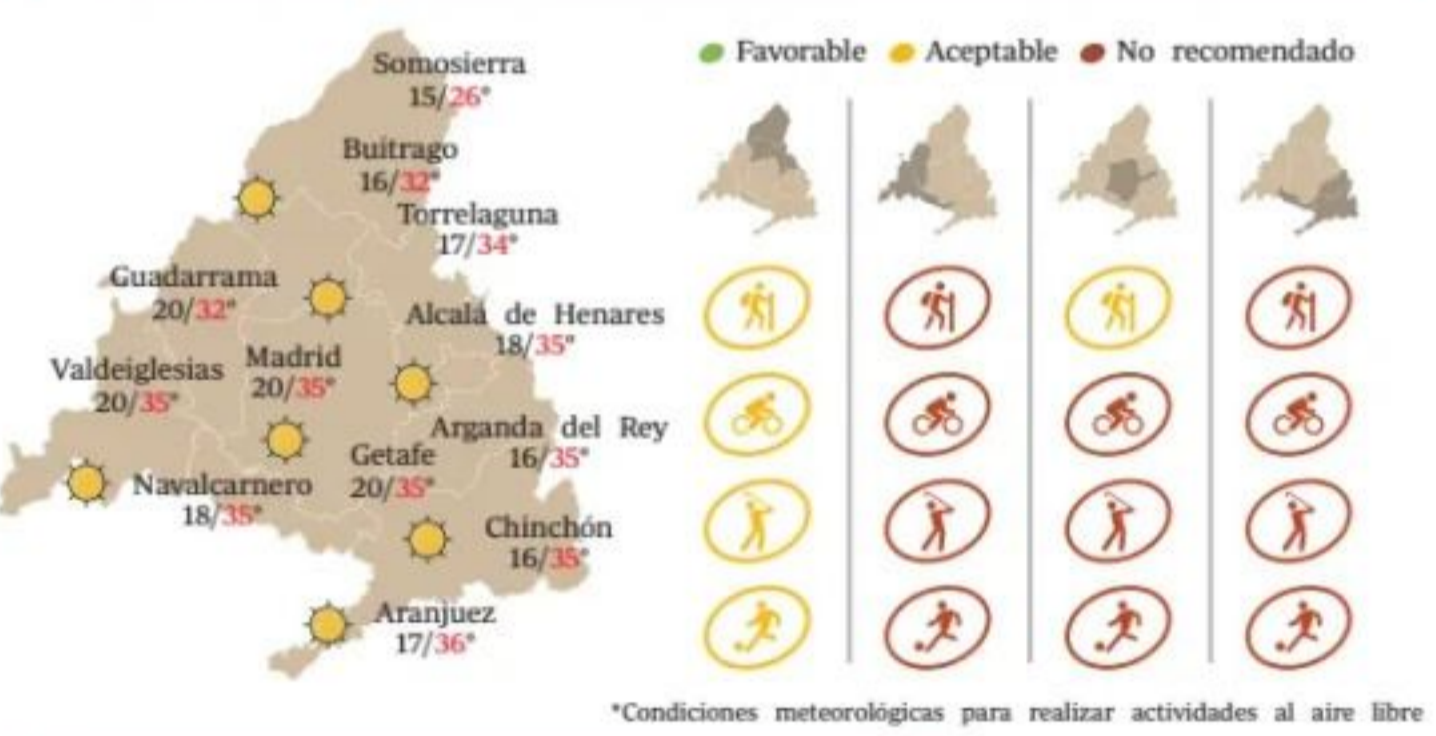 Somosierra
15/26°
Buitrago
16/32°
Torrelaguna
17/34°
Guadarrama
20/32°
Alcalá de Henares
18/35°
Valdeiglesias
20/35°
Madrid
20/35°
Arganda del Rey
16/35°
Getafe
20/35°
Navalcarnero
18/35°
Chinchón
16/35°
Aranjuez
17/36°
Favorable Aceptable No recomendado
*Condiciones meteorológicas para realizar actividades al aire libre